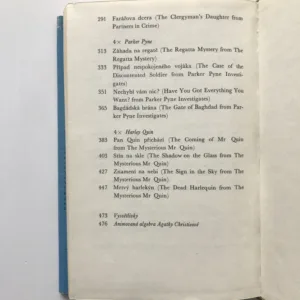 291 Farářova dcera (The Clergyman's Daughter from
Partners in Crime)
4× Parker Pyne
313 Záhada na regatě (The Regatta Mystery from The
Regatta Mystery)
333 Případ nespokojeného vojáka (The Case of the
Discontented Soldier from Parker Pyne Investi-
gates)
351 Nechybí vám nic? (Have You Got Everything You
Want? from Parker Pyne Investigates)
365 Bagdádská brána (The Gate of Baghdad from Par-
ker Pyne Investigates)
4× Harley Quin
383 Pan Quin přichází (The Coming of Mr Quin
from The Mysterious Mr. Quin)
403 Stín na skle (The Shadow on the Glass from The
Mysterious Mr Quin)
427 Znamení na nebi (The Sign in the Sky from The
Mysterious Mr Quin)
447 Mrtvý harlekýn (The Dead Harlequin from The
Mysterious Mr. Quin)
473 Vysvětlivky
476 Anonymní algebra Agathy Christieové